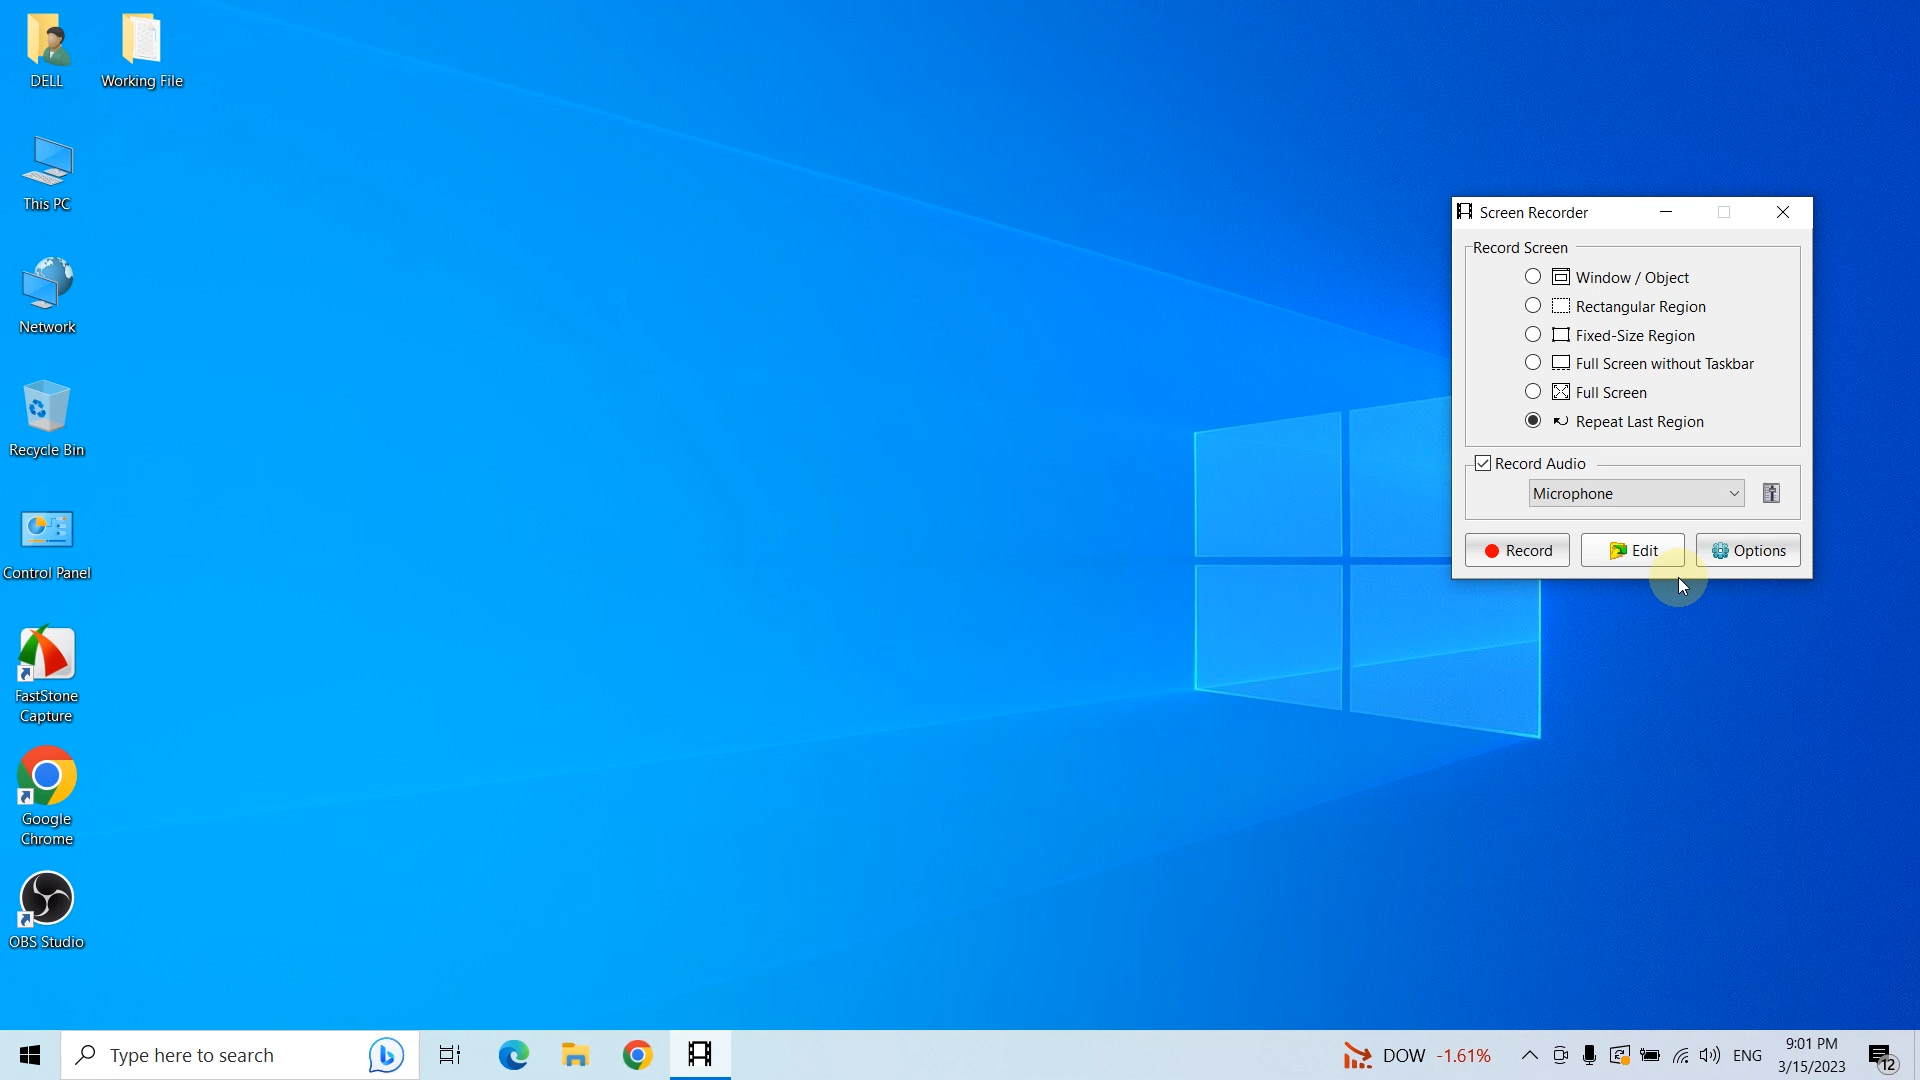 DELL
Working File
This PC
Network
Recycle Bin
Control Panel
FastStone
Capture
Google
Chrome
OBS Studio
Screen Recorder
Record Screen
Window / Object
Rectangular Region
Fixed-Size Region
Full Screen without Taskbar
Full Screen
Repeat Last Region
Record Audio
Microphone
Record
Edit
Options
Type here to search
DOW -1.61%
ENG
9:01 PM
3/15/2023
12